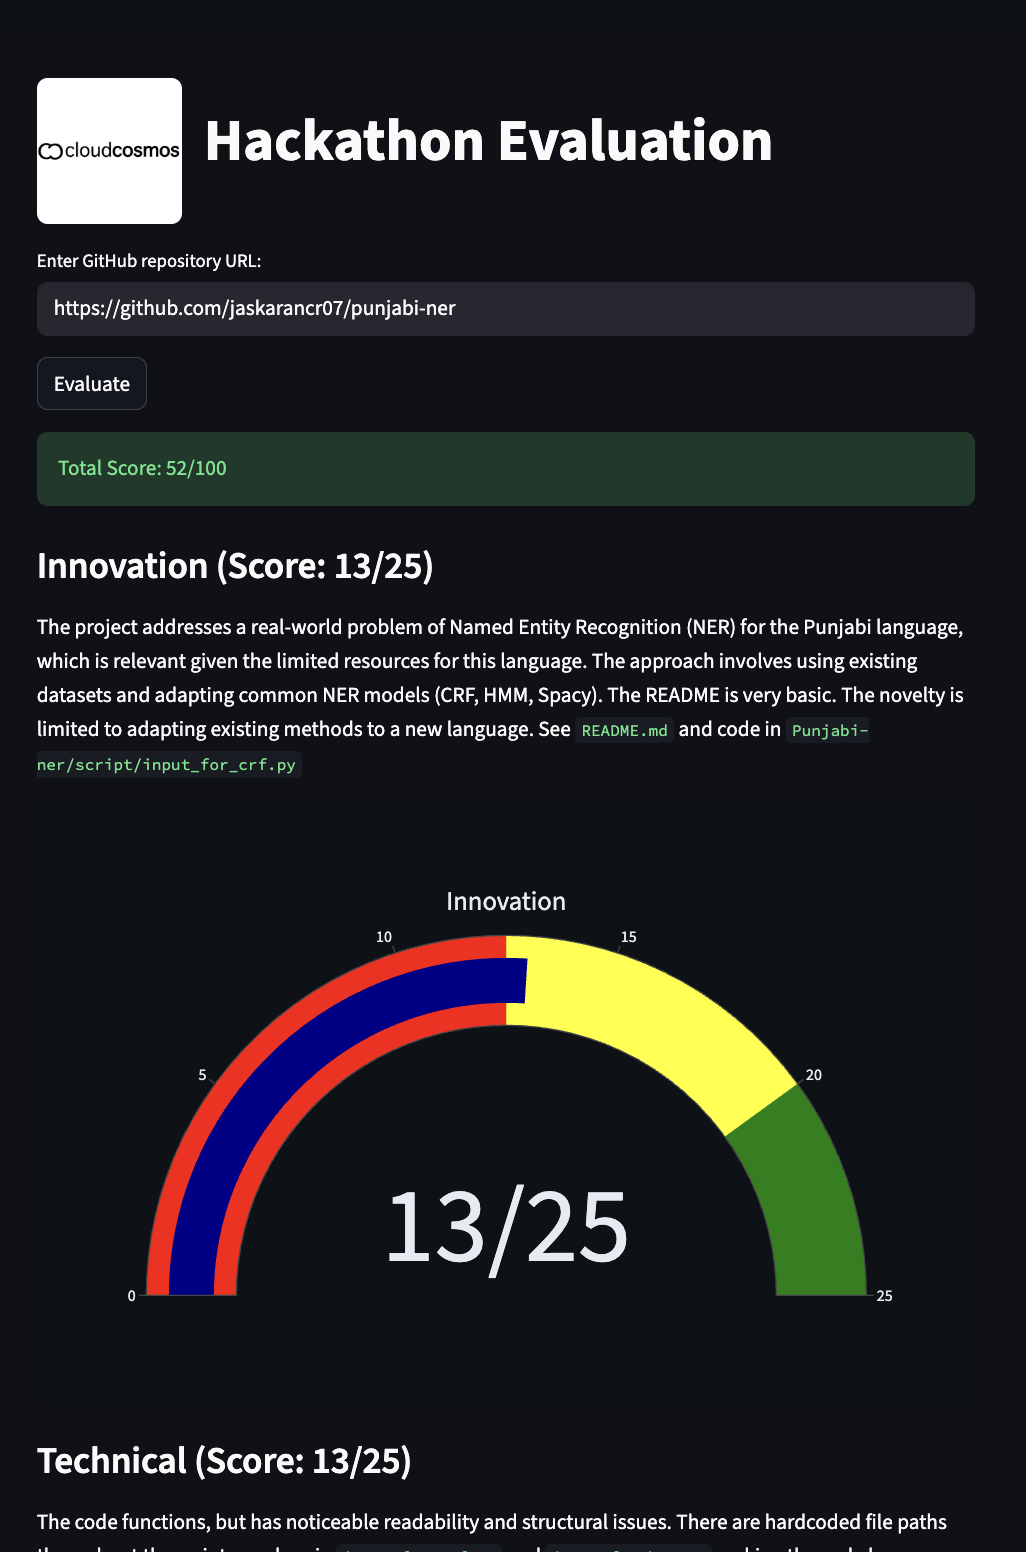 cloudcosmos
Hackathon Evaluation
Enter GitHub repository URL:
https://github.com/jaskarancr07/punjabi-ner
Evaluate
Total Score: 52/100
Innovation (Score: 13/25)
The project addresses a real-world problem of Named Entity Recognition (NER) for the Punjabi language,
which is relevant given the limited resources for this language. The approach involves using existing
datasets and adapting common NER models (CRF, HMM, Spacy). The README is very basic. The novelty is
limited to adapting existing methods to a new language. See README.md and code in Punjabi-
ner/script/input_for_crf.py
Innovation
10
15
5
20
13/25
0
25
Technical (Score: 13/25)
The code functions, but has noticeable readability and structural issues. There are hardcoded file paths